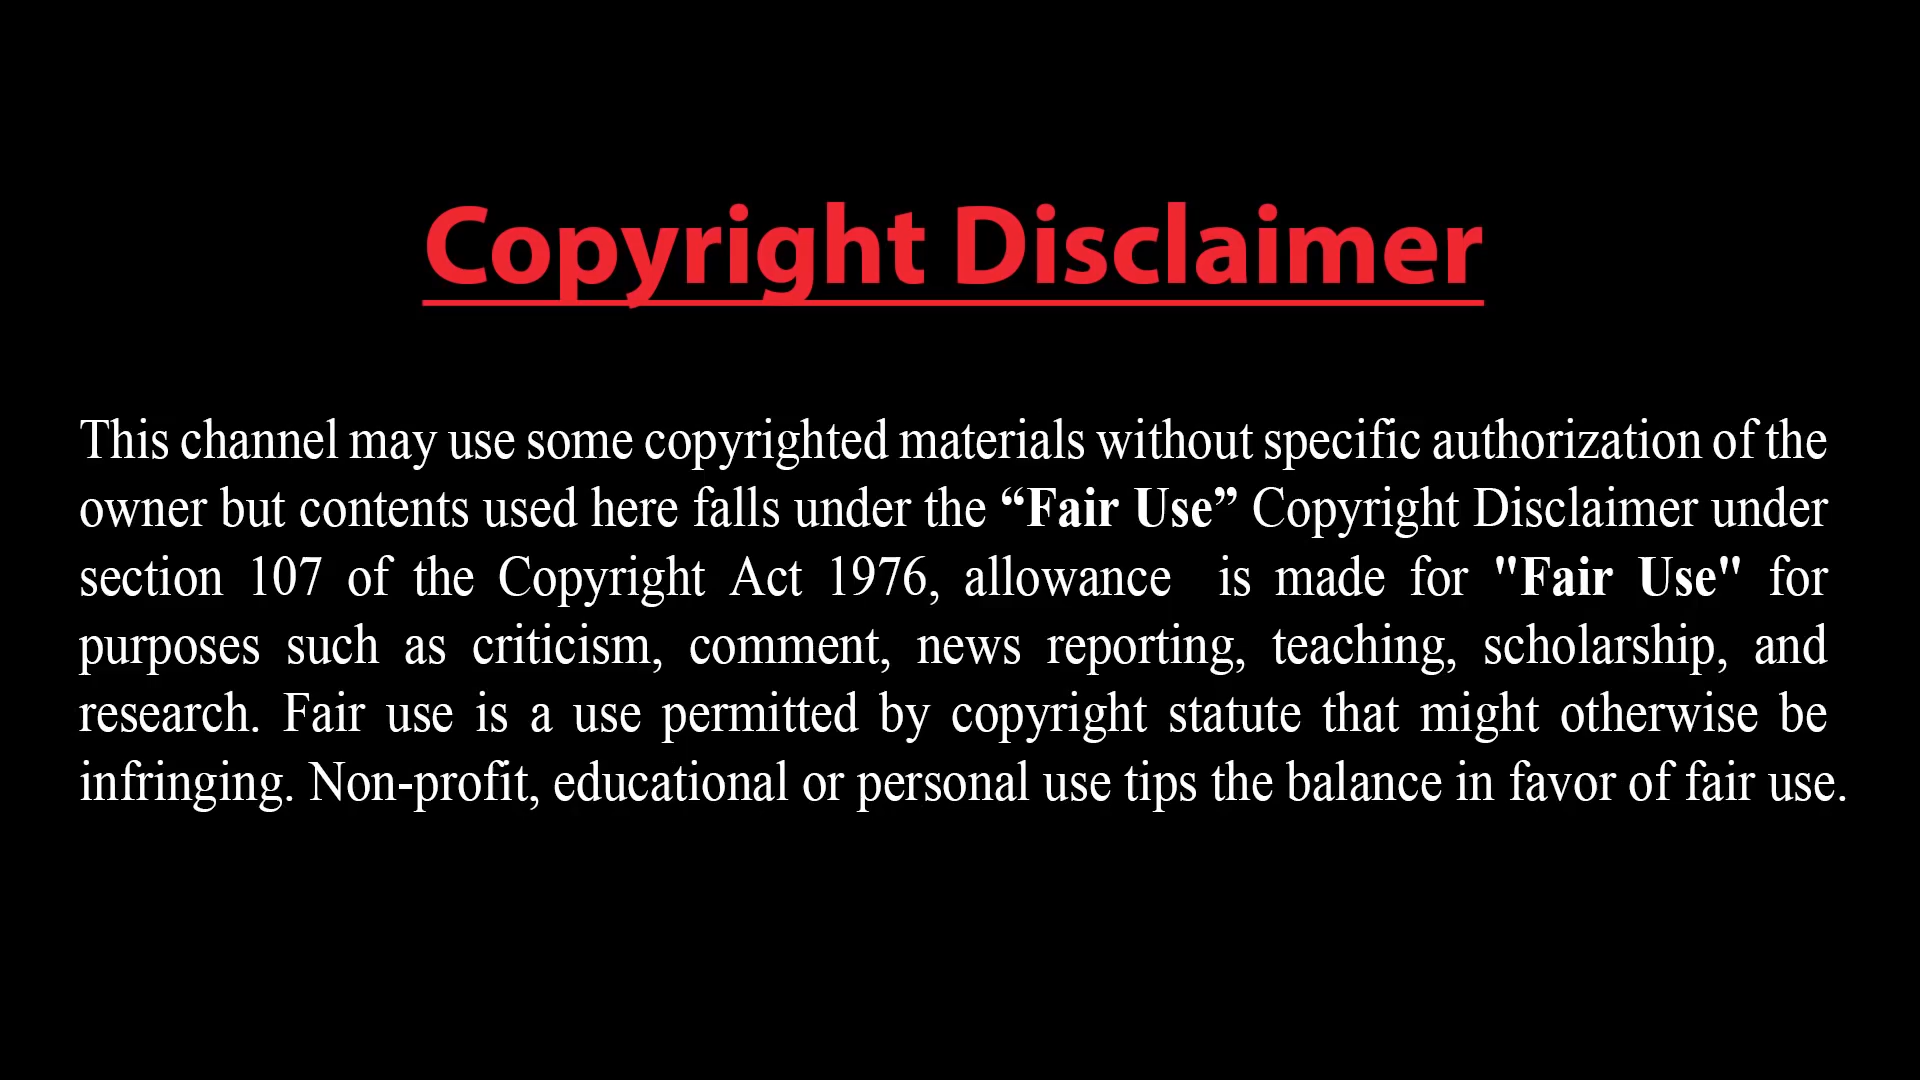 Copyright Disclaimer
This channel may use some copyrighted materials without specific authorization of the
owner but contents used here falls under the “Fair Use” Copyright Disclaimer under
section 107 of the Copyright Act 1976, allowance  is made for "Fair Use" for
purposes such as criticism, comment, news reporting, teaching, scholarship, and
research. Fair use is a use permitted by copyright statute that might otherwise be
infringing. Non-profit, educational or personal use tips the balance in favor of fair use.